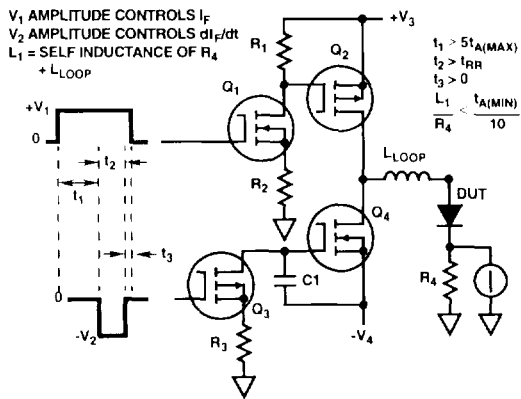 V1 AMPLITUDE CONTROLS IF
V2 AMPLITUDE CONTROLS dIF/dt
L1 = SELF INDUCTANCE OF R4
+ LLOOP
+V3
R1
Q2
t1 > 5tA(MAX)
t2 > tRR
t3 > 0
L1/R4 < tA(MIN)/10
Q1
+V1
0
t2
t1
t3
R2
LLOOP
DUT
Q4
R4
0
-V2
Q3
C1
R3
-V4